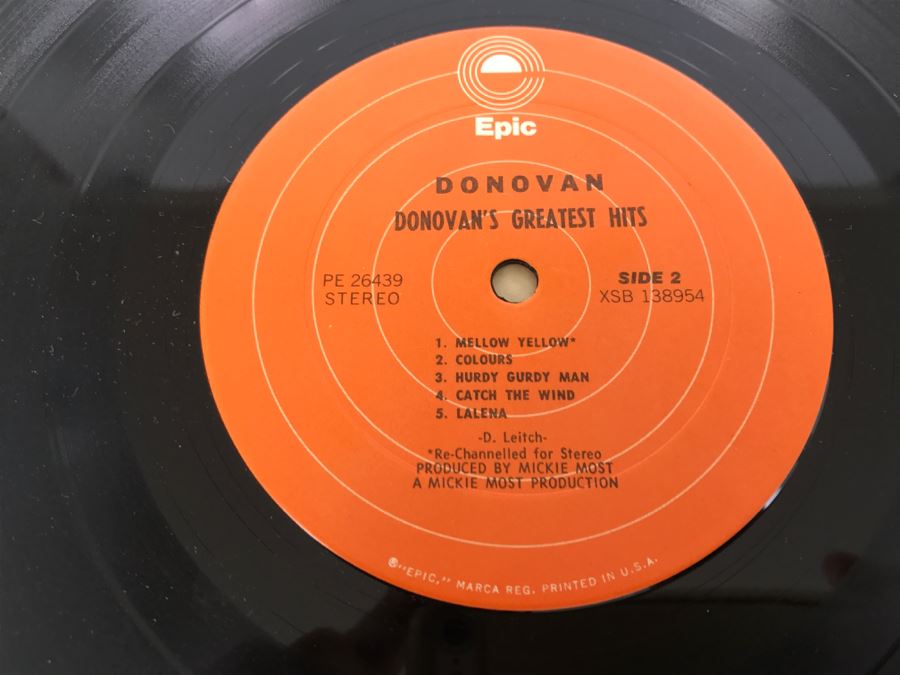 Epic
DONOVAN
DONOVAN'S GREATEST HITS
PE 26439
STEREO
SIDE 2
XSB 138954
1. MELLOW YELLOW*
2. COLOURS
3. HURDY GURDY MAN
4. CATCH THE WIND
5. LALENA
-D. Leitch-
*Re-Channelled for Stereo
PRODUCED BY MICKIE MOST
A MICKIE MOST PRODUCTION
®"EPIC," MARCA REG. PRINTED IN U.S.A.